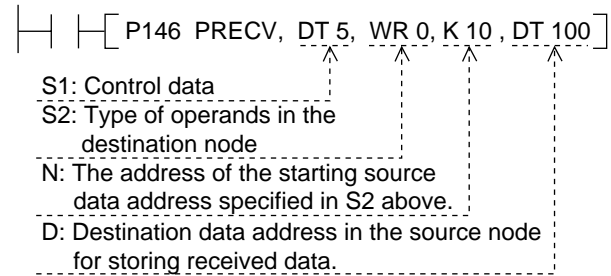 P146 PRECV, DT 5, WR 0, K 10 , DT 100
S1: Control data
S2: Type of operands in the
destination node
N: The address of the starting source
data address specified in S2 above.
D: Destination data address in the source node
for storing received data.